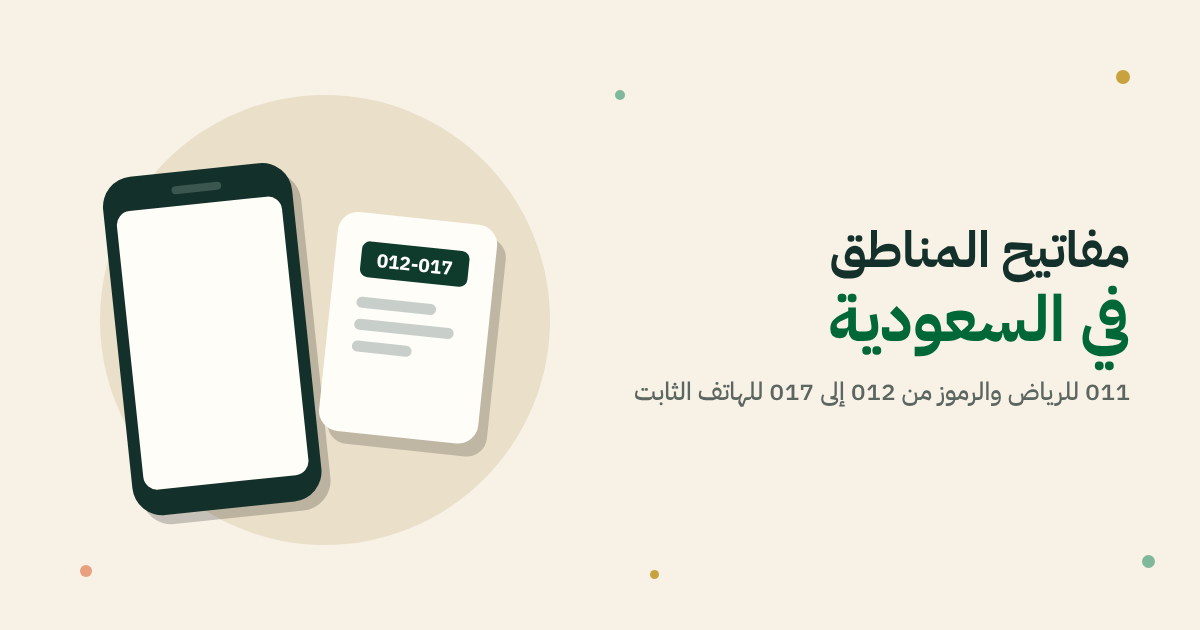 مفاتيح المناطق
في السعودية
011 للرياض والرموز من 012 إلى 017 للهاتف الثابت
012-017